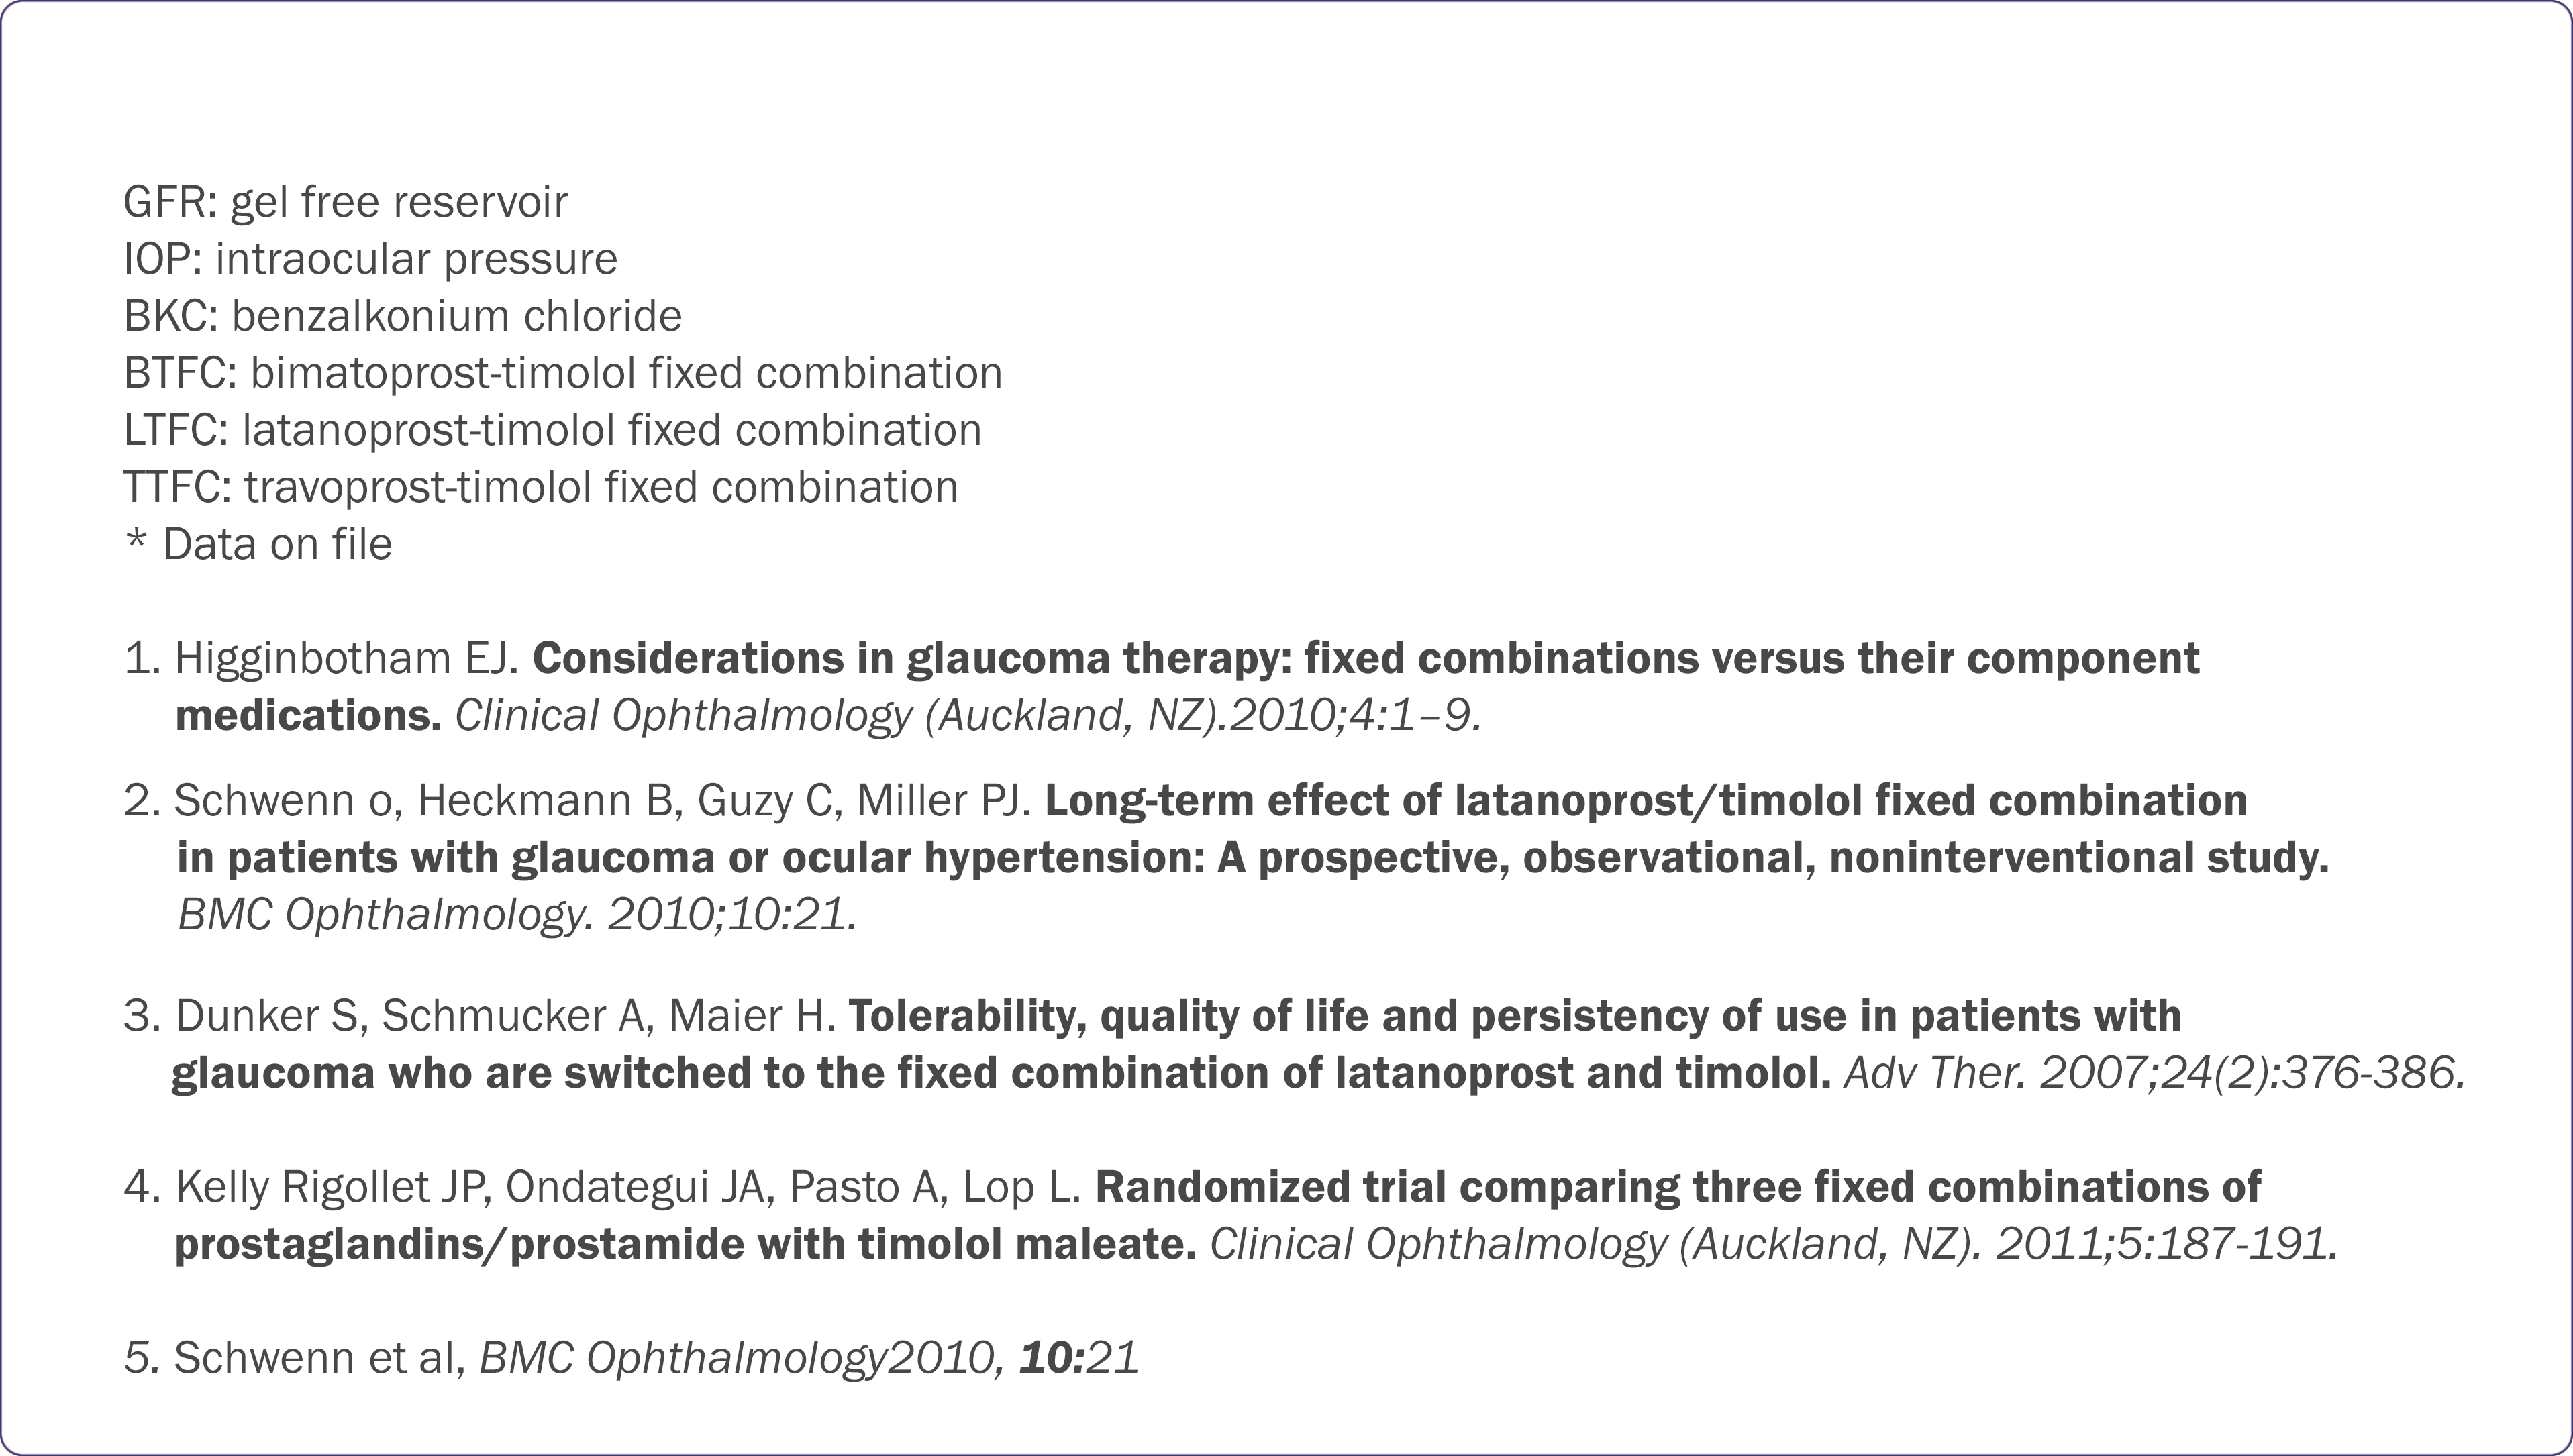 GFR: gel free reservoir
IOP: intraocular pressure
BKC: benzalkonium chloride
BTFC: bimatoprost-timolol fixed combination
LTFC: latanoprost-timolol fixed combination
TTFC: travoprost-timolol fixed combination
* Data on file
1. Higginbotham EJ. Considerations in glaucoma therapy: fixed combinations versus their component
medications. Clinical Ophthalmology (Auckland, NZ).2010;4:1–9.
2. Schwenn o, Heckmann B, Guzy C, Miller PJ. Long-term effect of latanoprost/timolol fixed combination
in patients with glaucoma or ocular hypertension: A prospective, observational, noninterventional study.
BMC Ophthalmology. 2010;10:21.
3. Dunker S, Schmucker A, Maier H. Tolerability, quality of life and persistency of use in patients with
glaucoma who are switched to the fixed combination of latanoprost and timolol. Adv Ther. 2007;24(2):376-386.
4. Kelly Rigollet JP, Ondategui JA, Pasto A, Lop L. Randomized trial comparing three fixed combinations of
prostaglandins/prostamide with timolol maleate. Clinical Ophthalmology (Auckland, NZ). 2011;5:187-191.
5. Schwenn et al, BMC Ophthalmology2010, 10:21